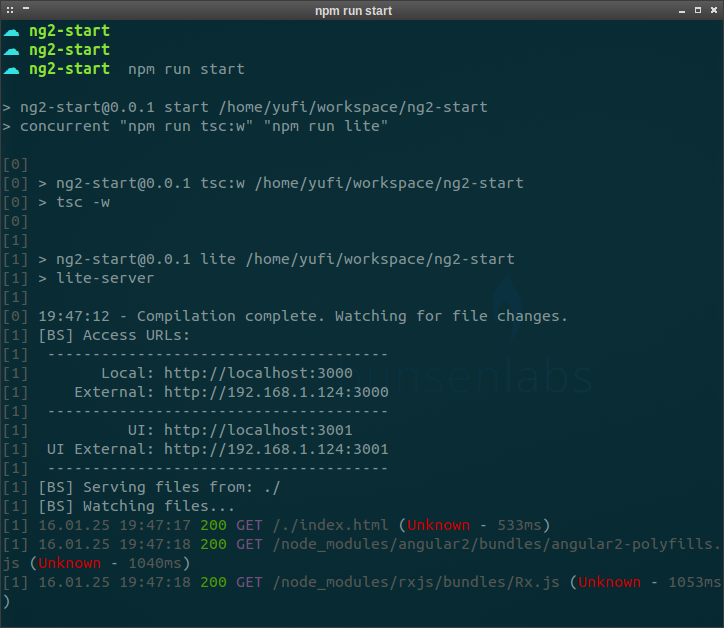 npm run start
ng2-start
ng2-start
ng2-start npm run start
> ng2-start@0.0.1 start /home/yufi/workspace/ng2-start
> concurrent "npm run tsc:w" "npm run lite"
[0]
[0] > ng2-start@0.0.1 tsc:w /home/yufi/workspace/ng2-start
[0] > tsc -w
[0]
[1]
[1] > ng2-start@0.0.1 lite /home/yufi/workspace/ng2-start
[1] > lite-server
[1]
[0] 19:47:12 - Compilation complete. Watching for file changes.
[1] [BS] Access URLs:
[1]  --------------------------------------
[1]        Local: http://localhost:3000
[1]     External: http://192.168.1.124:3000
[1]  --------------------------------------
[1]           UI: http://localhost:3001
[1]  UI External: http://192.168.1.124:3001
[1]  --------------------------------------
[1] [BS] Serving files from: ./
[1] [BS] Watching files...
[1] 16.01.25 19:47:17 200 GET /./index.html (Unknown - 533ms)
[1] 16.01.25 19:47:18 200 GET /node_modules/angular2/bundles/angular2-polyfills.
js (Unknown - 1040ms)
[1] 16.01.25 19:47:18 200 GET /node_modules/rxjs/bundles/Rx.js (Unknown - 1053ms
)
unsenlabs